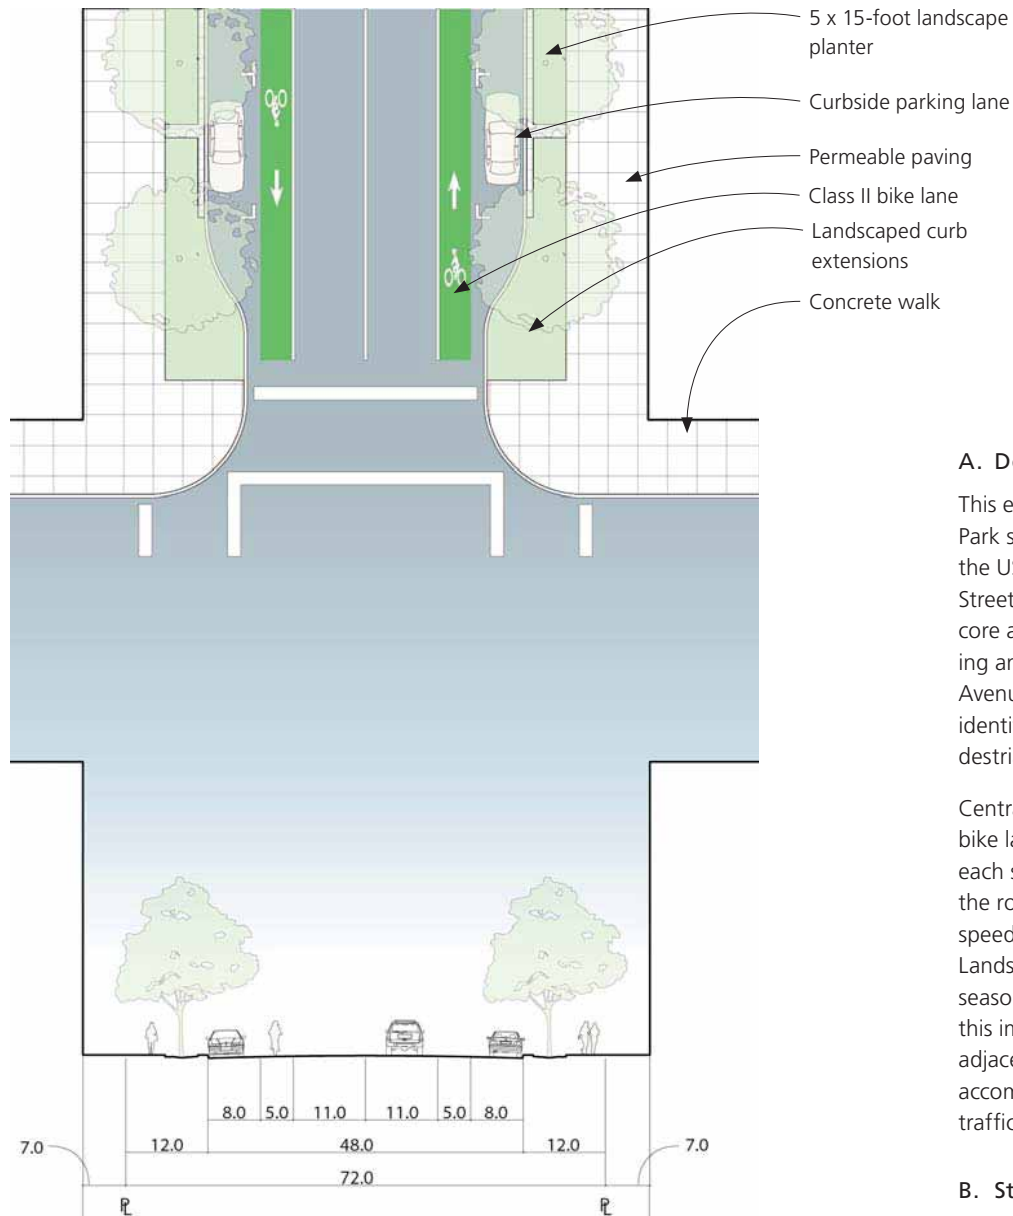 5 x 15-foot landscape
planter
Curbside parking lane
Permeable paving
Class II bike lane
Landscaped curb
extensions
Concrete walk
8.0 5.0 11.0 11.0 5.0 8.0
7.0 12.0 48.0 12.0 7.0
72.0
PL PL
A. D
This e
Park s
the U
Street
core a
ing ar
Avenu
identi
destri
Centra
bike la
each s
the ro
speed
Lands
seaso
this in
adjace
accom
traffic
B. St